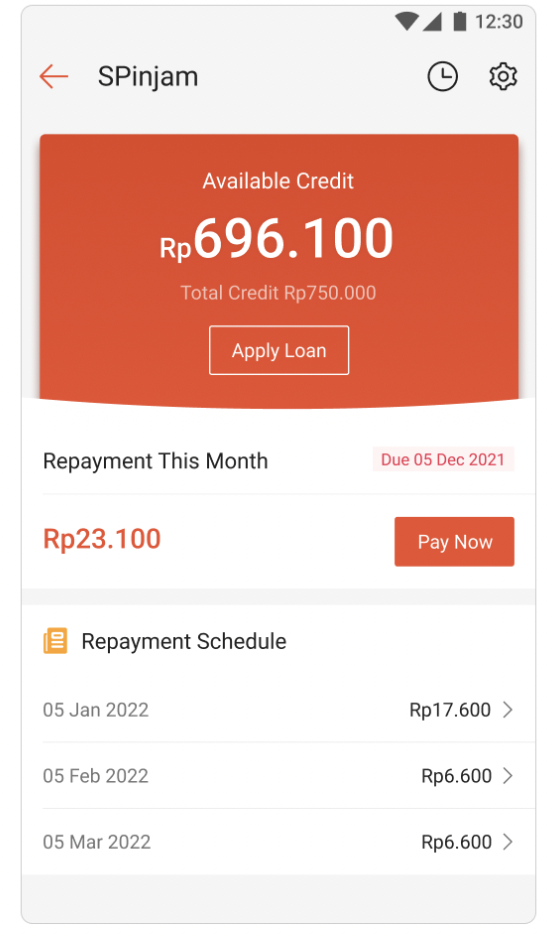 12:30
SPinjam
Available Credit
Rp696.100
Total Credit Rp750.000
Apply Loan
Repayment This Month
Due 05 Dec 2021
Rp23.100
Pay Now
Repayment Schedule
05 Jan 2022
Rp17.600
05 Feb 2022
Rp6.600
05 Mar 2022
Rp6.600